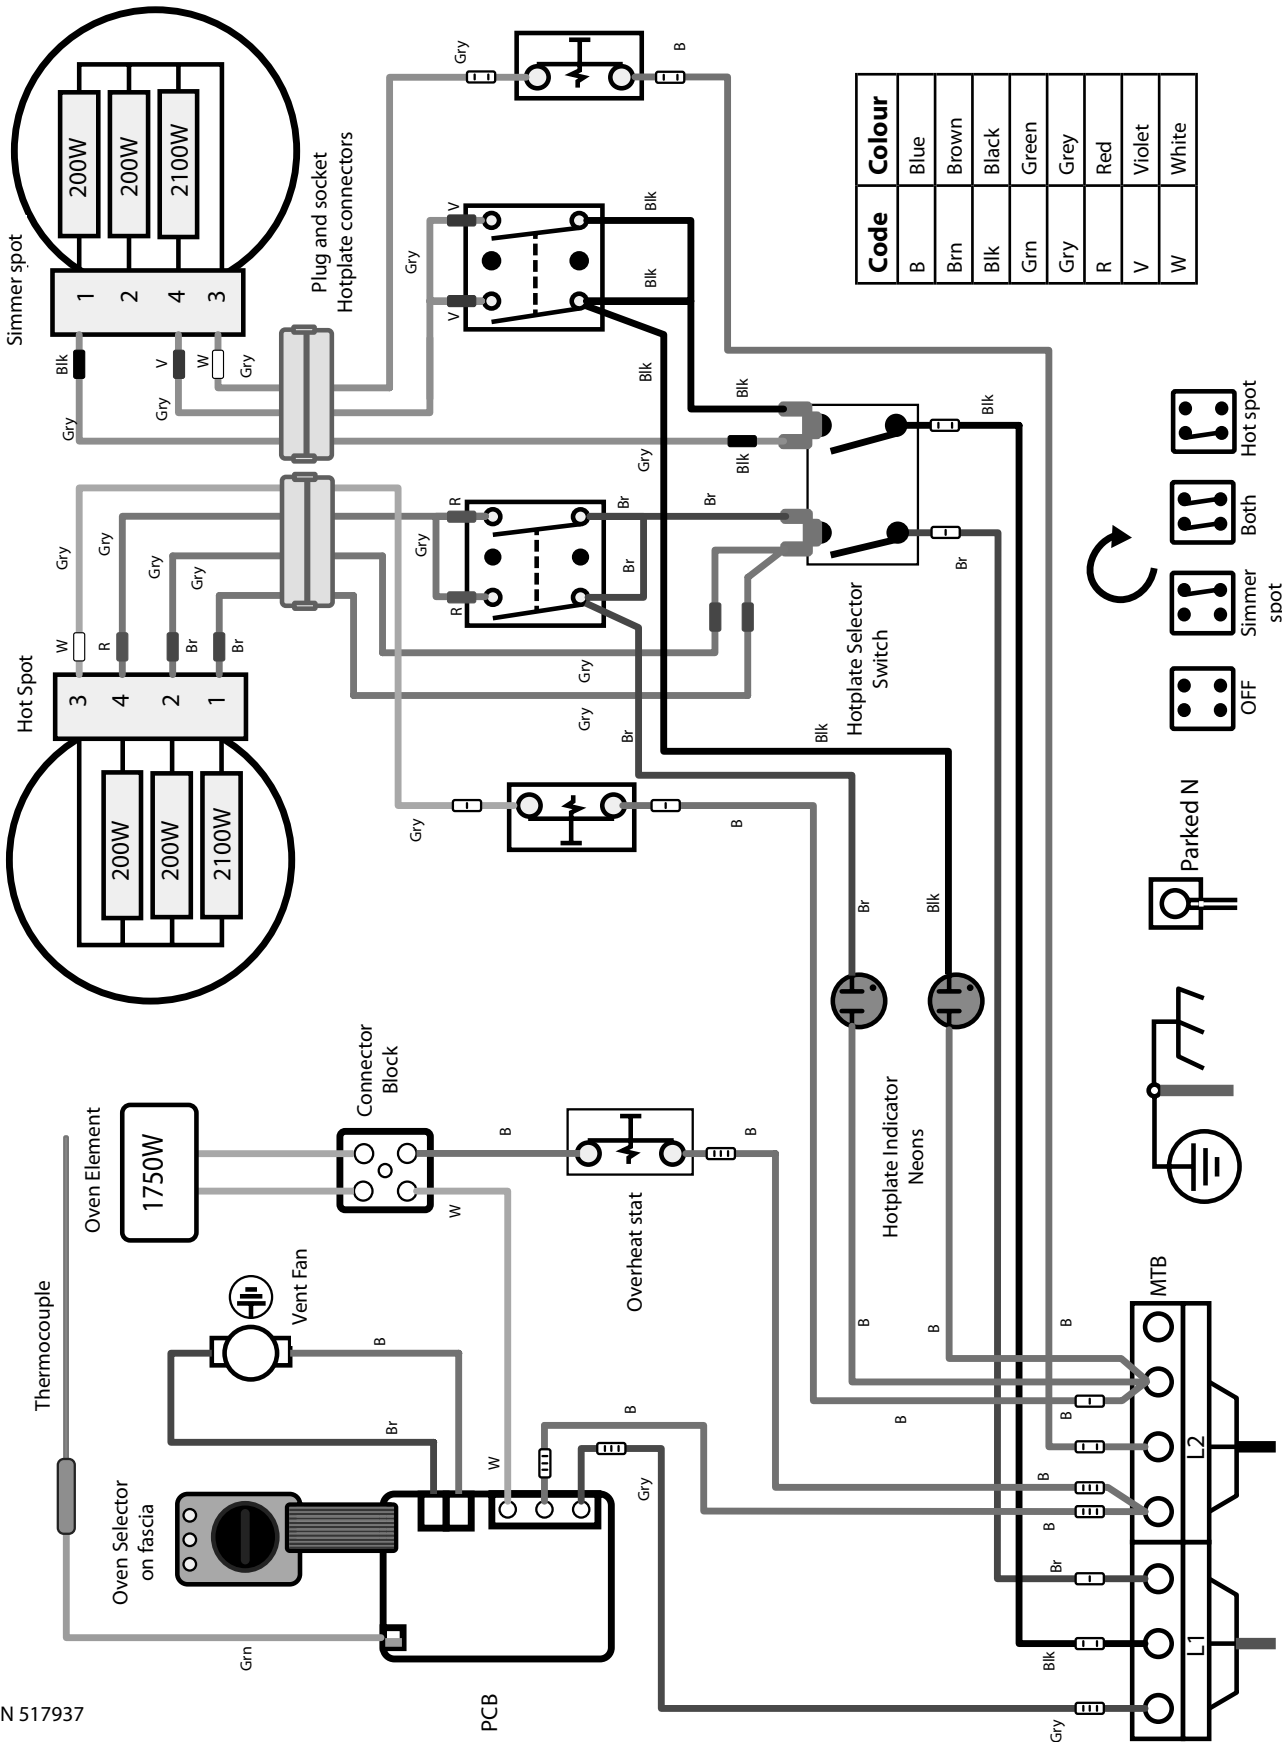 Simmer spot
200W
200W
2100W
1
2
4
3
Blk
V
W
Gry
Gry
Gry
Plug and socket
Hotplate connectors
Gry
B
V
V
Gry
Blk
Blk
Blk
Blk
Blk
Gry
Blk
Code Colour
B Blue
Brn Brown
Blk Black
Grn Green
Gry Grey
R Red
V Violet
W White
Hot Spot
3
4
2
1
200W
200W
2100W
W
R
Br
Br
Gry
Gry
Gry
Gry
R
R
Gry
Br
Br
Br
Gry
Gry
Br
Br
Blk
Hotplate Selector
Switch
Gry
B
Br
Blk
OFF
Simmer
spot
Both
Hot spot
Parked N
Thermocouple
Oven Element
1750W
Connector
Block
B
W
Overheat stat
B
Hotplate Indicator
Neons
Vent Fan
B
Br
Oven Selector
on fascia
Grn
W
B
Gry
PCB
B
B
B
B
B
B
B
Br
Blk
Gry
MTB
L2
L1
N 517937